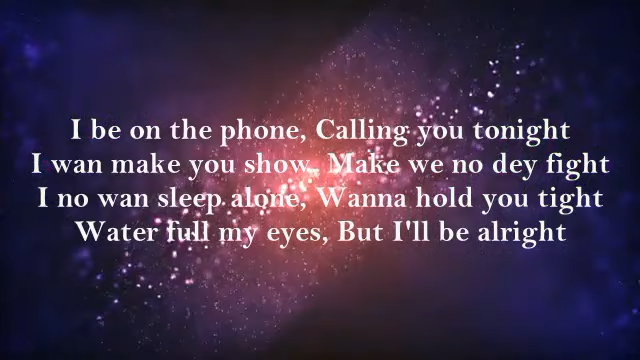 I be on the phone, Calling you tonight
I wan make you show, Make we no dey fight
I no wan sleep alone, Wanna hold you tight
Water full my eyes, But I'll be alright